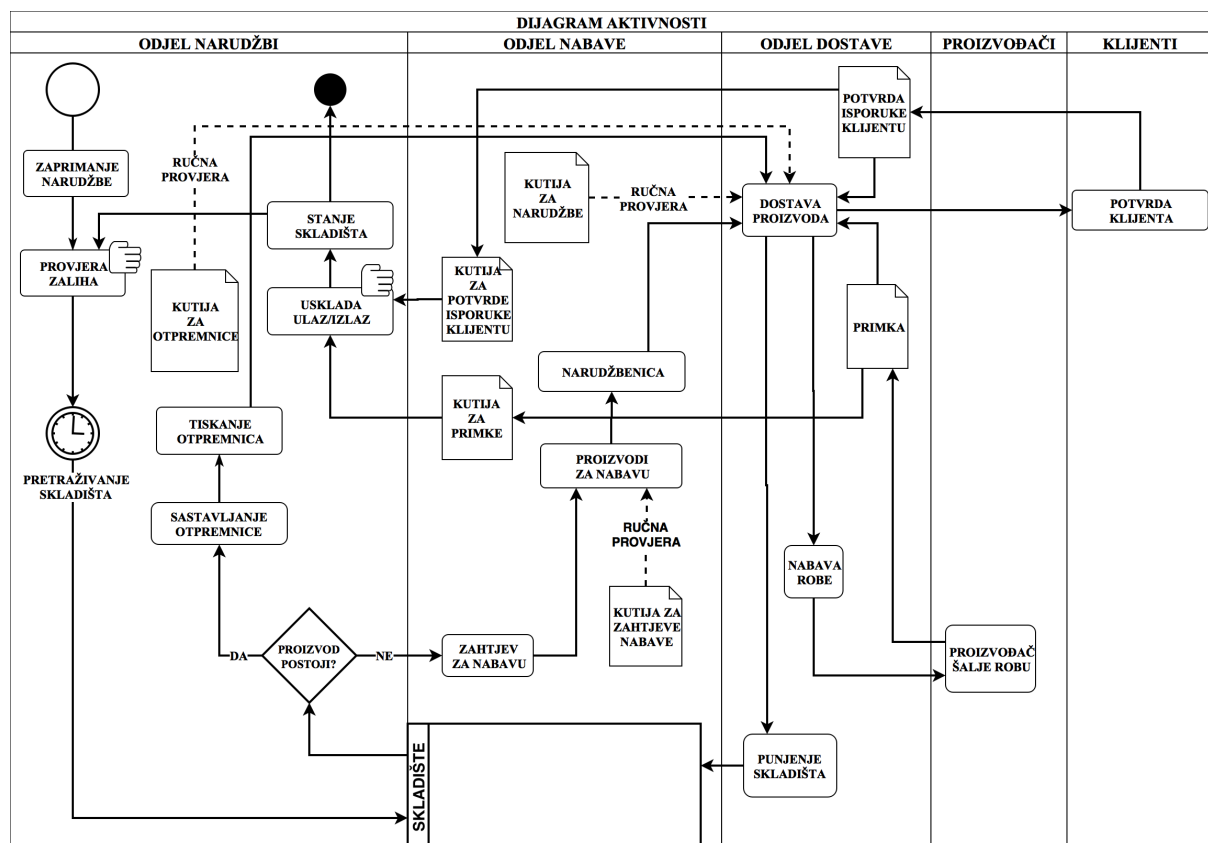 DIJAGRAM AKTIVNOSTI
ODJEL NARUDŽBI
ODJEL NABAVE
ODJEL DOSTAVE
PROIZVOĐAČI
KLIJENTI
ZAPRIMANJE
NARUDŽBE
RUČNA
PROVJERA
PROVJERA
ZALIHA
KUTIJA
ZA
OTPREMNICE
STANJE
SKLADIŠTA
USKLADA
ULAZ/IZLAZ
TISKANJE
OTPREMNICA
PRETRAŽIVANJE
SKLADIŠTA
SASTAVLJANJE
OTPREMNICE
DA
PROIZVOD
POSTOJI?
NE
KUTIJA
ZA
NARUDŽBE
RUČNA
PROVJERA
KUTIJA
ZA
POTVRDE
ISPORUKE
KLIJENTU
NARUDŽBENICA
KUTIJA
ZA
PRIMKE
PROIZVODI
ZA NABAVU
RUČNA
PROVJERA
KUTIJA ZA
ZAHTJEVE
NABAVE
ZAHTJEV
ZA NABAVU
SKLADIŠTE
POTVRDA
ISPORUKE
KLIJENTU
DOSTAVA
PROIZVODA
PRIMKA
NABAVA
ROBE
PUNJENJE
SKLADIŠTA
PROIZVOĐAČ
ŠALJE ROBU
POTVRDA
KLIJENTA